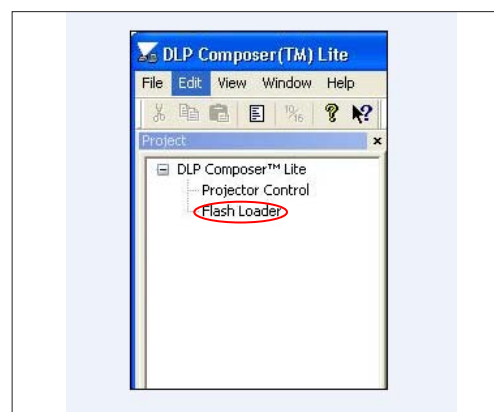 DLP Composer(TM) Lite
File Edit View Window Help
Project
DLP Composer™ Lite
Projector Control
Flash Loader